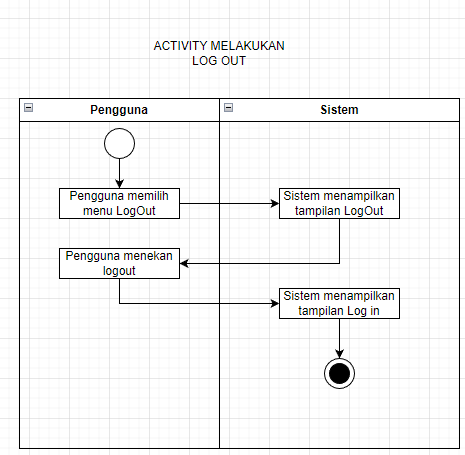 ACTIVITY MELAKUKAN
LOG OUT
Pengguna
Sistem
Pengguna memilih
menu LogOut
Sistem menampilkan
tampilan LogOut
Pengguna menekan
logout
Sistem menampilkan
tampilan Log in